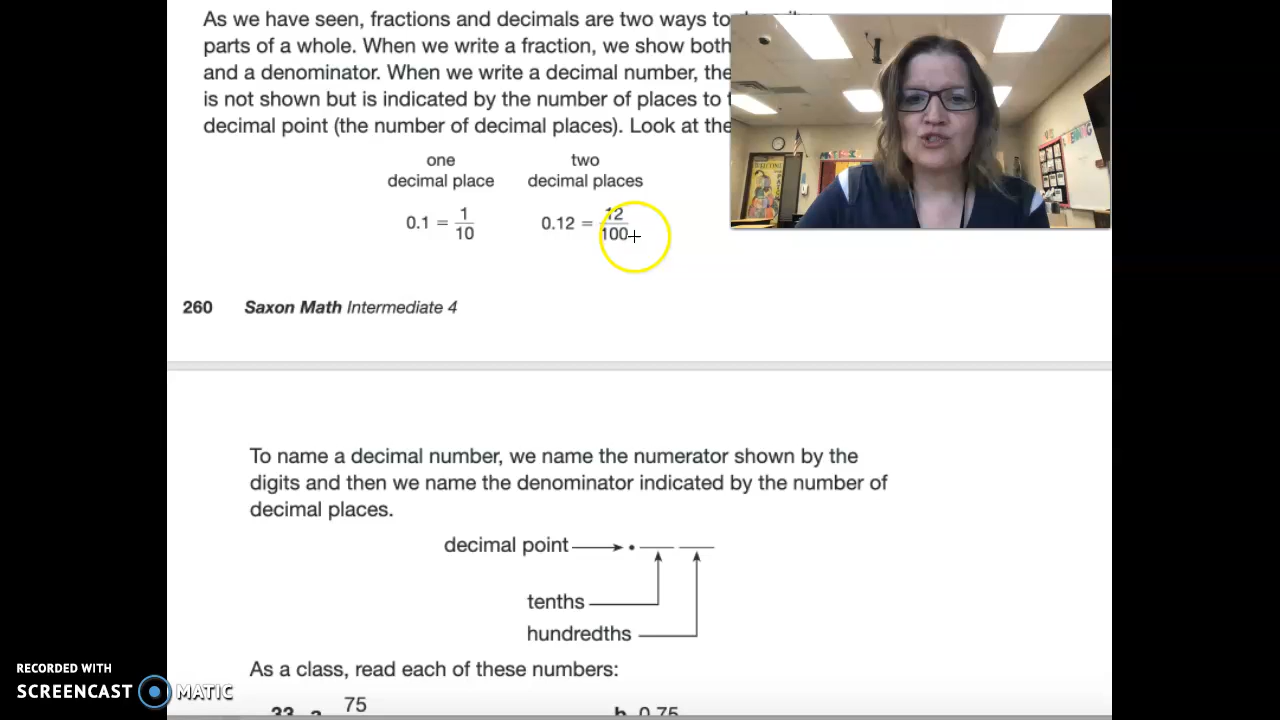 As we have seen, fractions and decimals are two ways to
parts of a whole. When we write a fraction, we show both
and a denominator. When we write a decimal number, the
is not shown but is indicated by the number of places to
decimal point (the number of decimal places). Look at the
one two
decimal place decimal places
0.1 = 1/10 0.12 = 12/100
260 Saxon Math Intermediate 4
To name a decimal number, we name the numerator shown by the
digits and then we name the denominator indicated by the number of
decimal places.
decimal point
tenths
hundredths
As a class, read each of these numbers:
33. a. 75 b. 0.75
RECORDED WITH
SCREENCAST MATIC